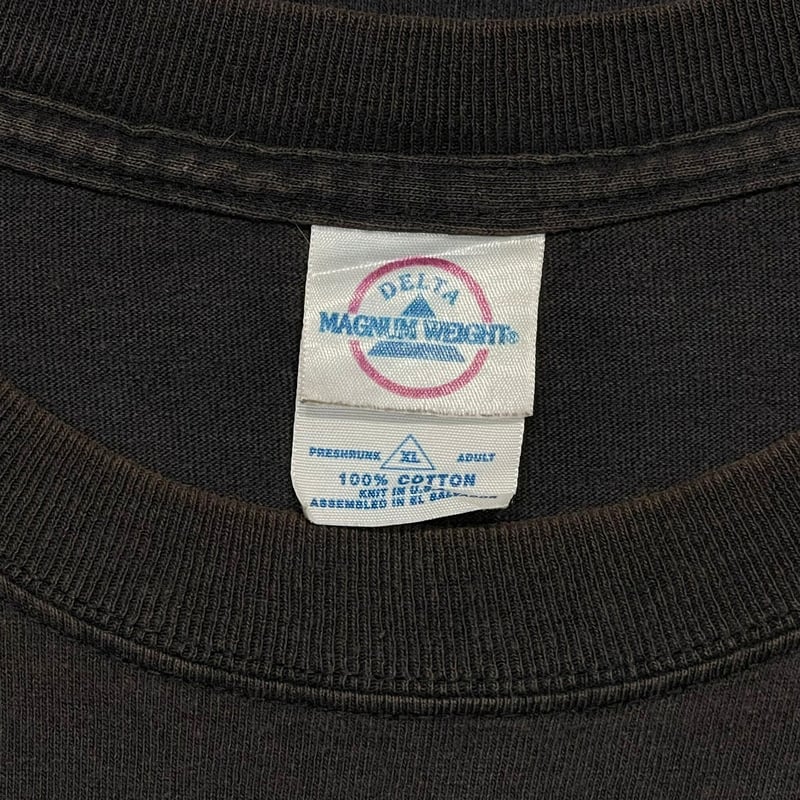 DELTA
MAGNUM WEIGHT®
PRESHRUNK XL ADULT
100% COTTON
KNIT IN U.S.
ASSEMBLED IN EL SALVADOR